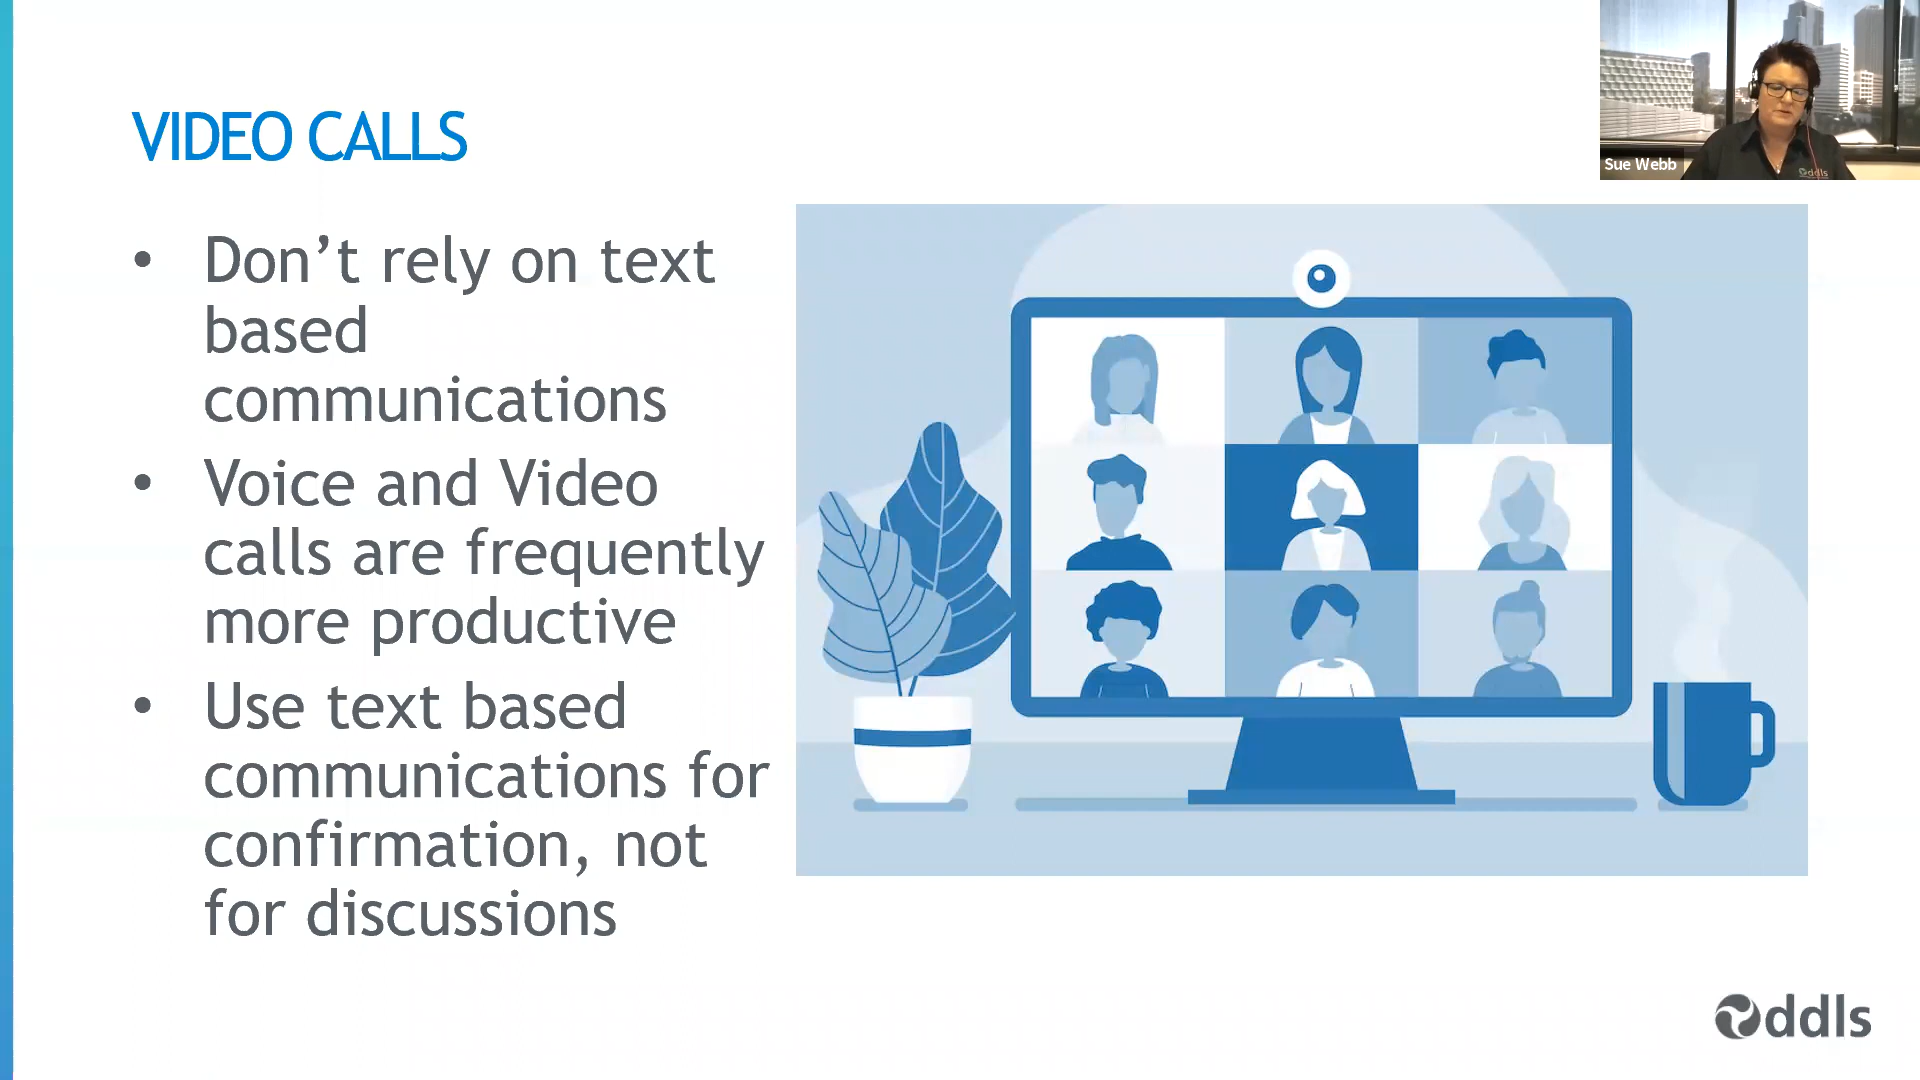 VIDEO CALLS
Sue Webb
ddls
• Don’t rely on text
based
communications
• Voice and Video
calls are frequently
more productive
• Use text based
communications for
confirmation, not
for discussions
ddls